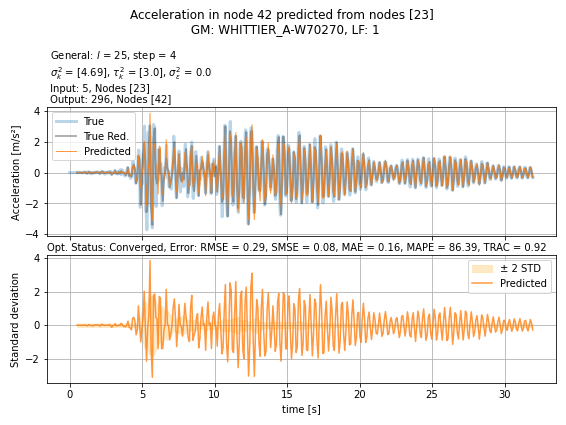 Acceleration in node 42 predicted from nodes [23]
GM: WHITTIER_A-W70270, LF: 1
General: l = 25, step = 4
σ²ₖ = [4.69], τ²ₖ = [3.0], σ²ε = 0.0
Input: 5, Nodes [23]
Output: 296, Nodes [42]
Acceleration [m/s²]
4
2
0
−2
−4
True
True Red.
Predicted
Opt. Status: Converged, Error: RMSE = 0.29, SMSE = 0.08, MAE = 0.16, MAPE = 86.39, TRAC = 0.92
Standard deviation
4
2
0
−2
± 2 STD
Predicted
0 5 10 15 20 25 30
time [s]